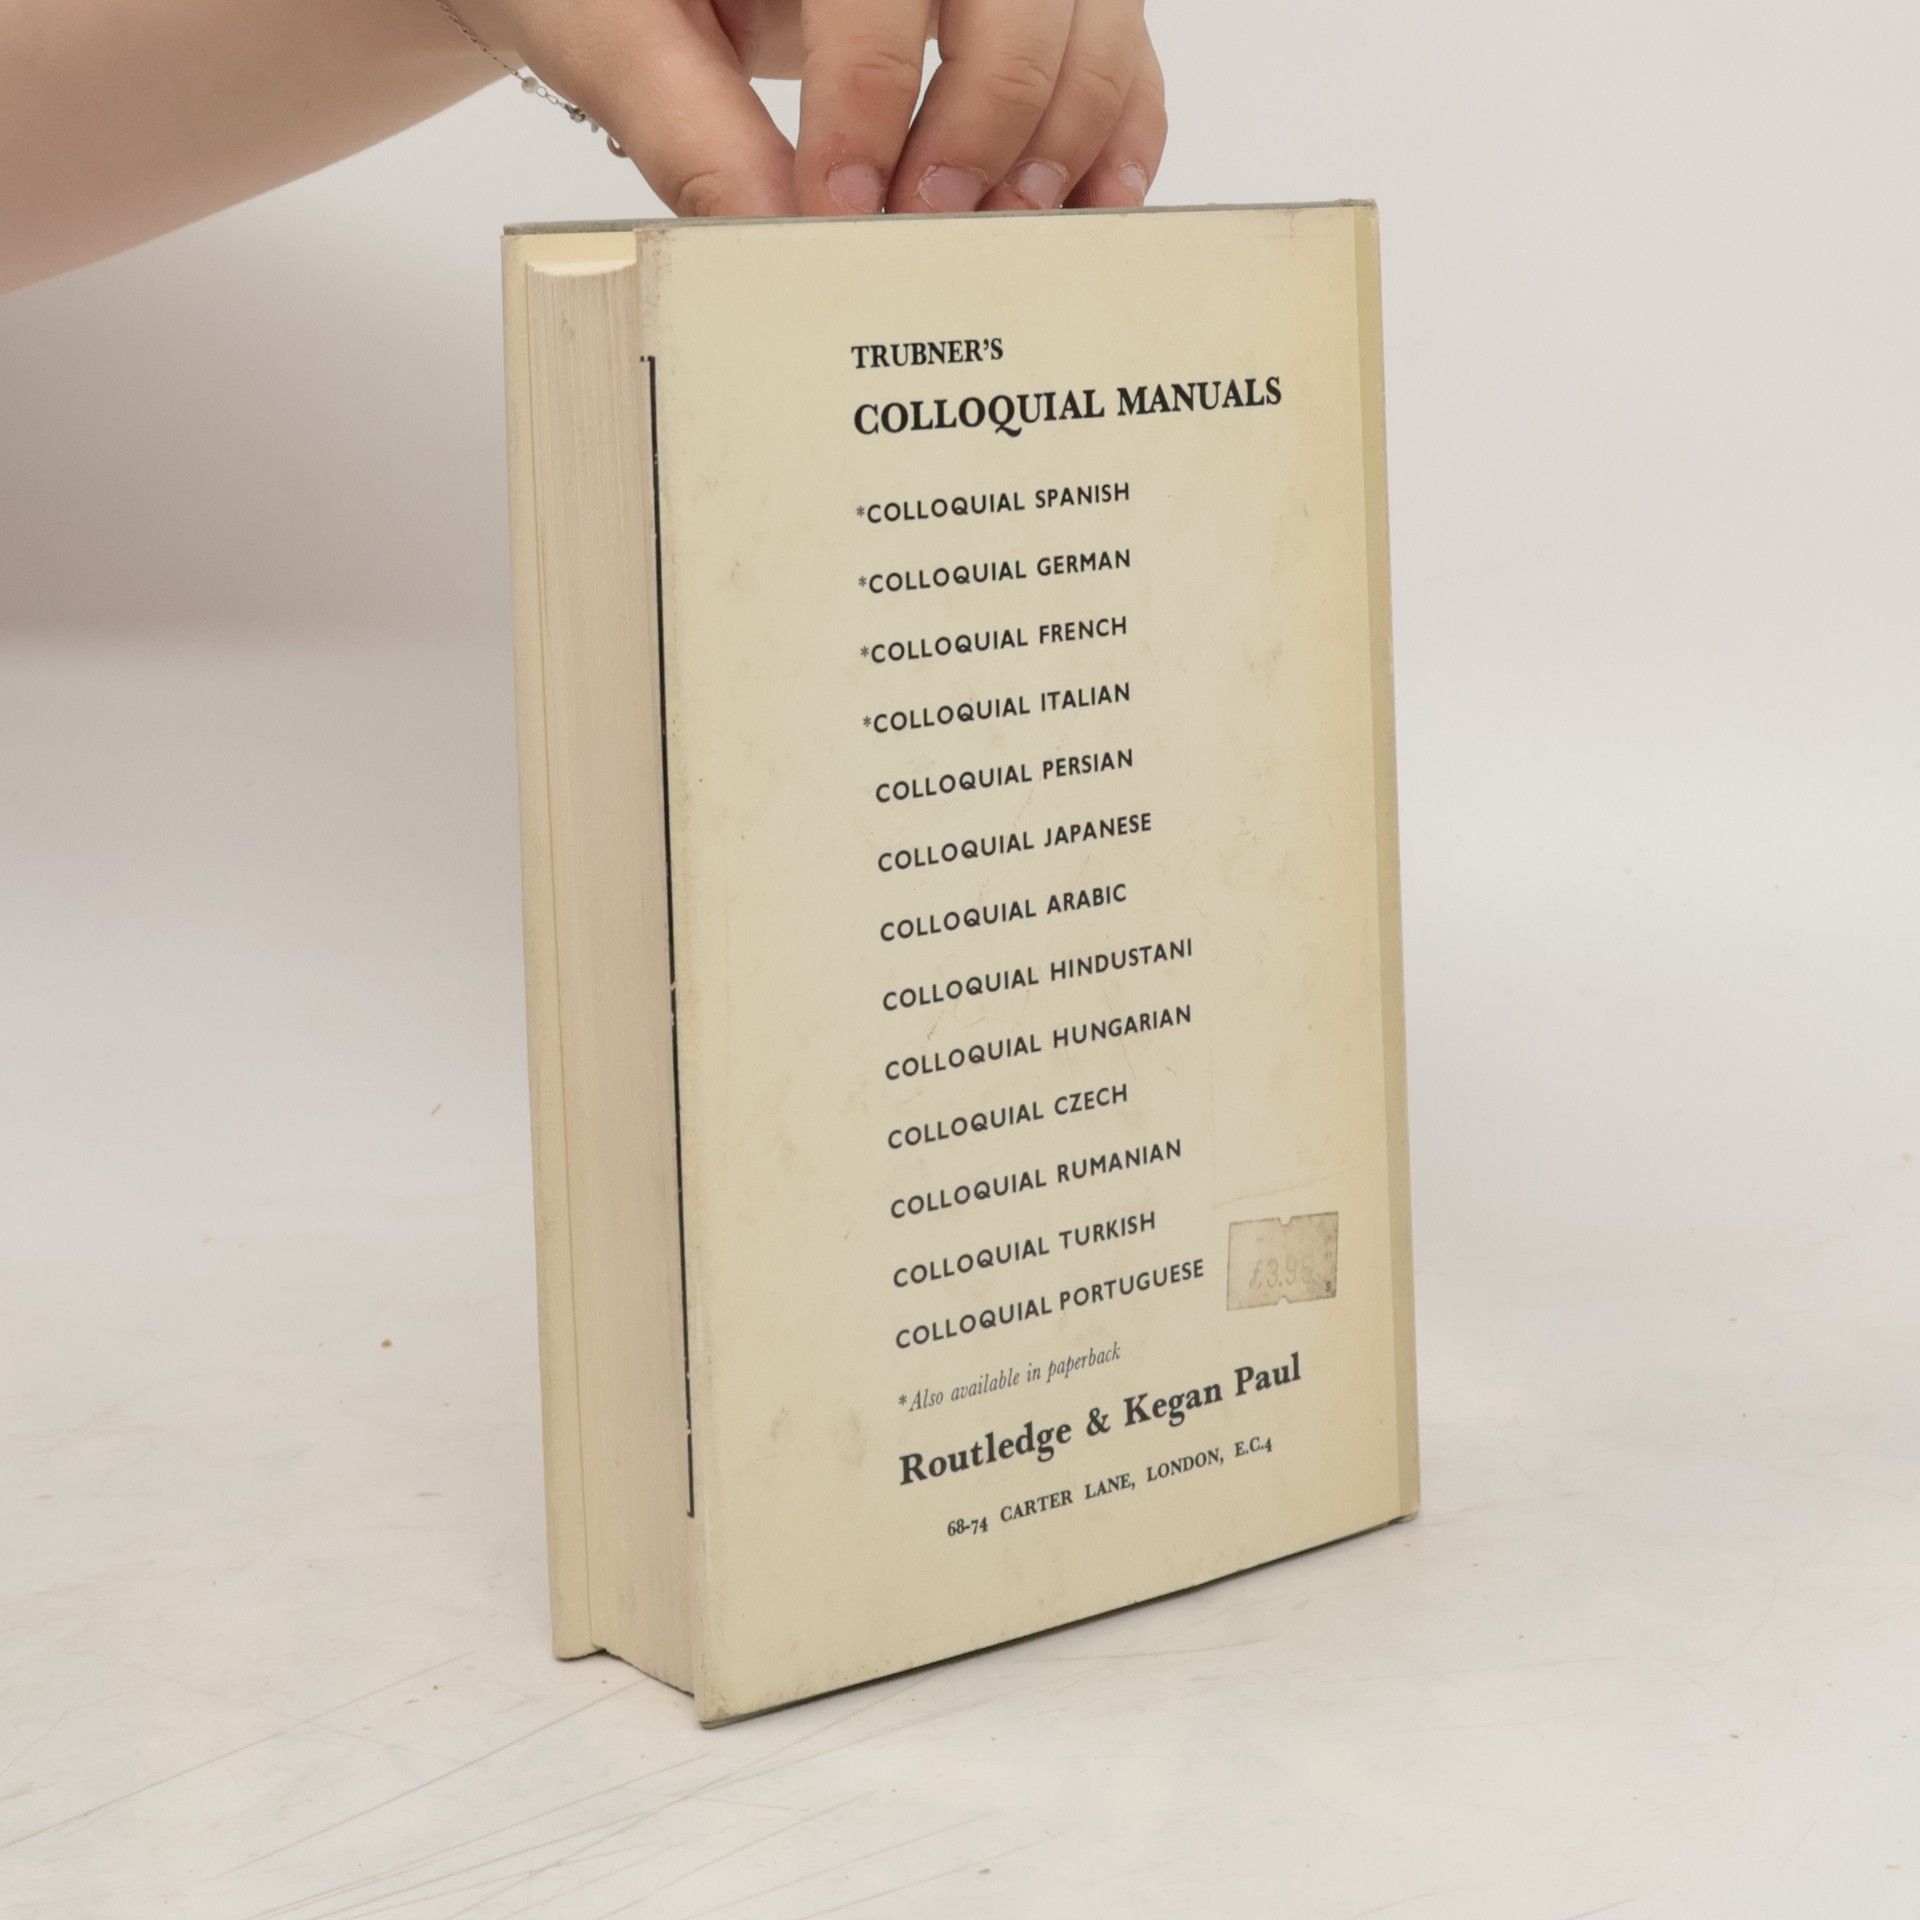 TRUBNER'S
COLLOQUIAL MANUALS
*COLLOQUIAL SPANISH
*COLLOQUIAL GERMAN
*COLLOQUIAL FRENCH
*COLLOQUIAL ITALIAN
COLLOQUIAL PERSIAN
COLLOQUIAL JAPANESE
COLLOQUIAL ARABIC
COLLOQUIAL HINDUSTANI
COLLOQUIAL HUNGARIAN
COLLOQUIAL CZECH
COLLOQUIAL RUMANIAN
COLLOQUIAL TURKISH
COLLOQUIAL PORTUGUESE
£3.95
*Also available in paperback
Routledge & Kegan Paul
68-74 CARTER LANE, LONDON, E.C.4